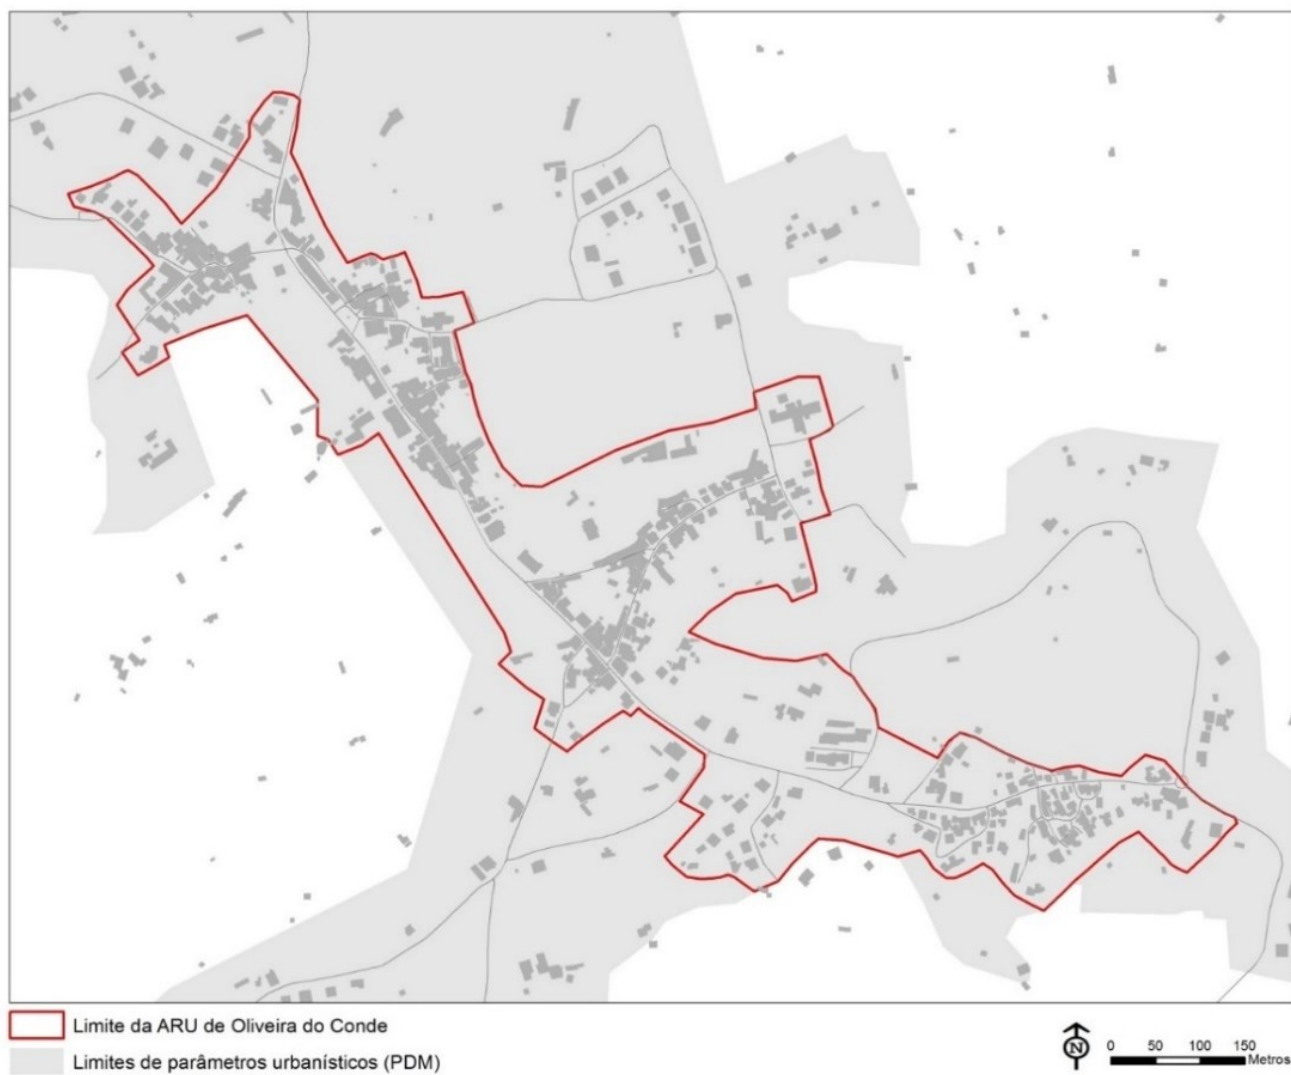 Limite da ARU de Oliveira do Conde
Limites de parâmetros urbanísticos (PDM)
N
0 50 100 150
Metros